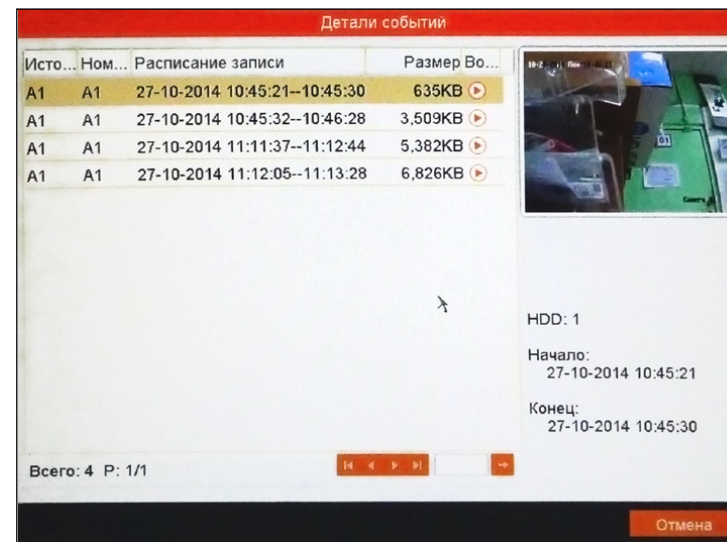 Детали событий
Исто... Ном... Расписание записи Размер Во...
A1 A1 27-10-2014 10:45:21--10:45:30 635KB
A1 A1 27-10-2014 10:45:32--10:46:28 3,509KB
A1 A1 27-10-2014 11:11:37--11:12:44 5,382KB
A1 A1 27-10-2014 11:12:05--11:13:28 6,826KB
01
HDD: 1
Начало:
27-10-2014 10:45:21
Конец:
27-10-2014 10:45:30
Всего: 4 P: 1/1
Отмена